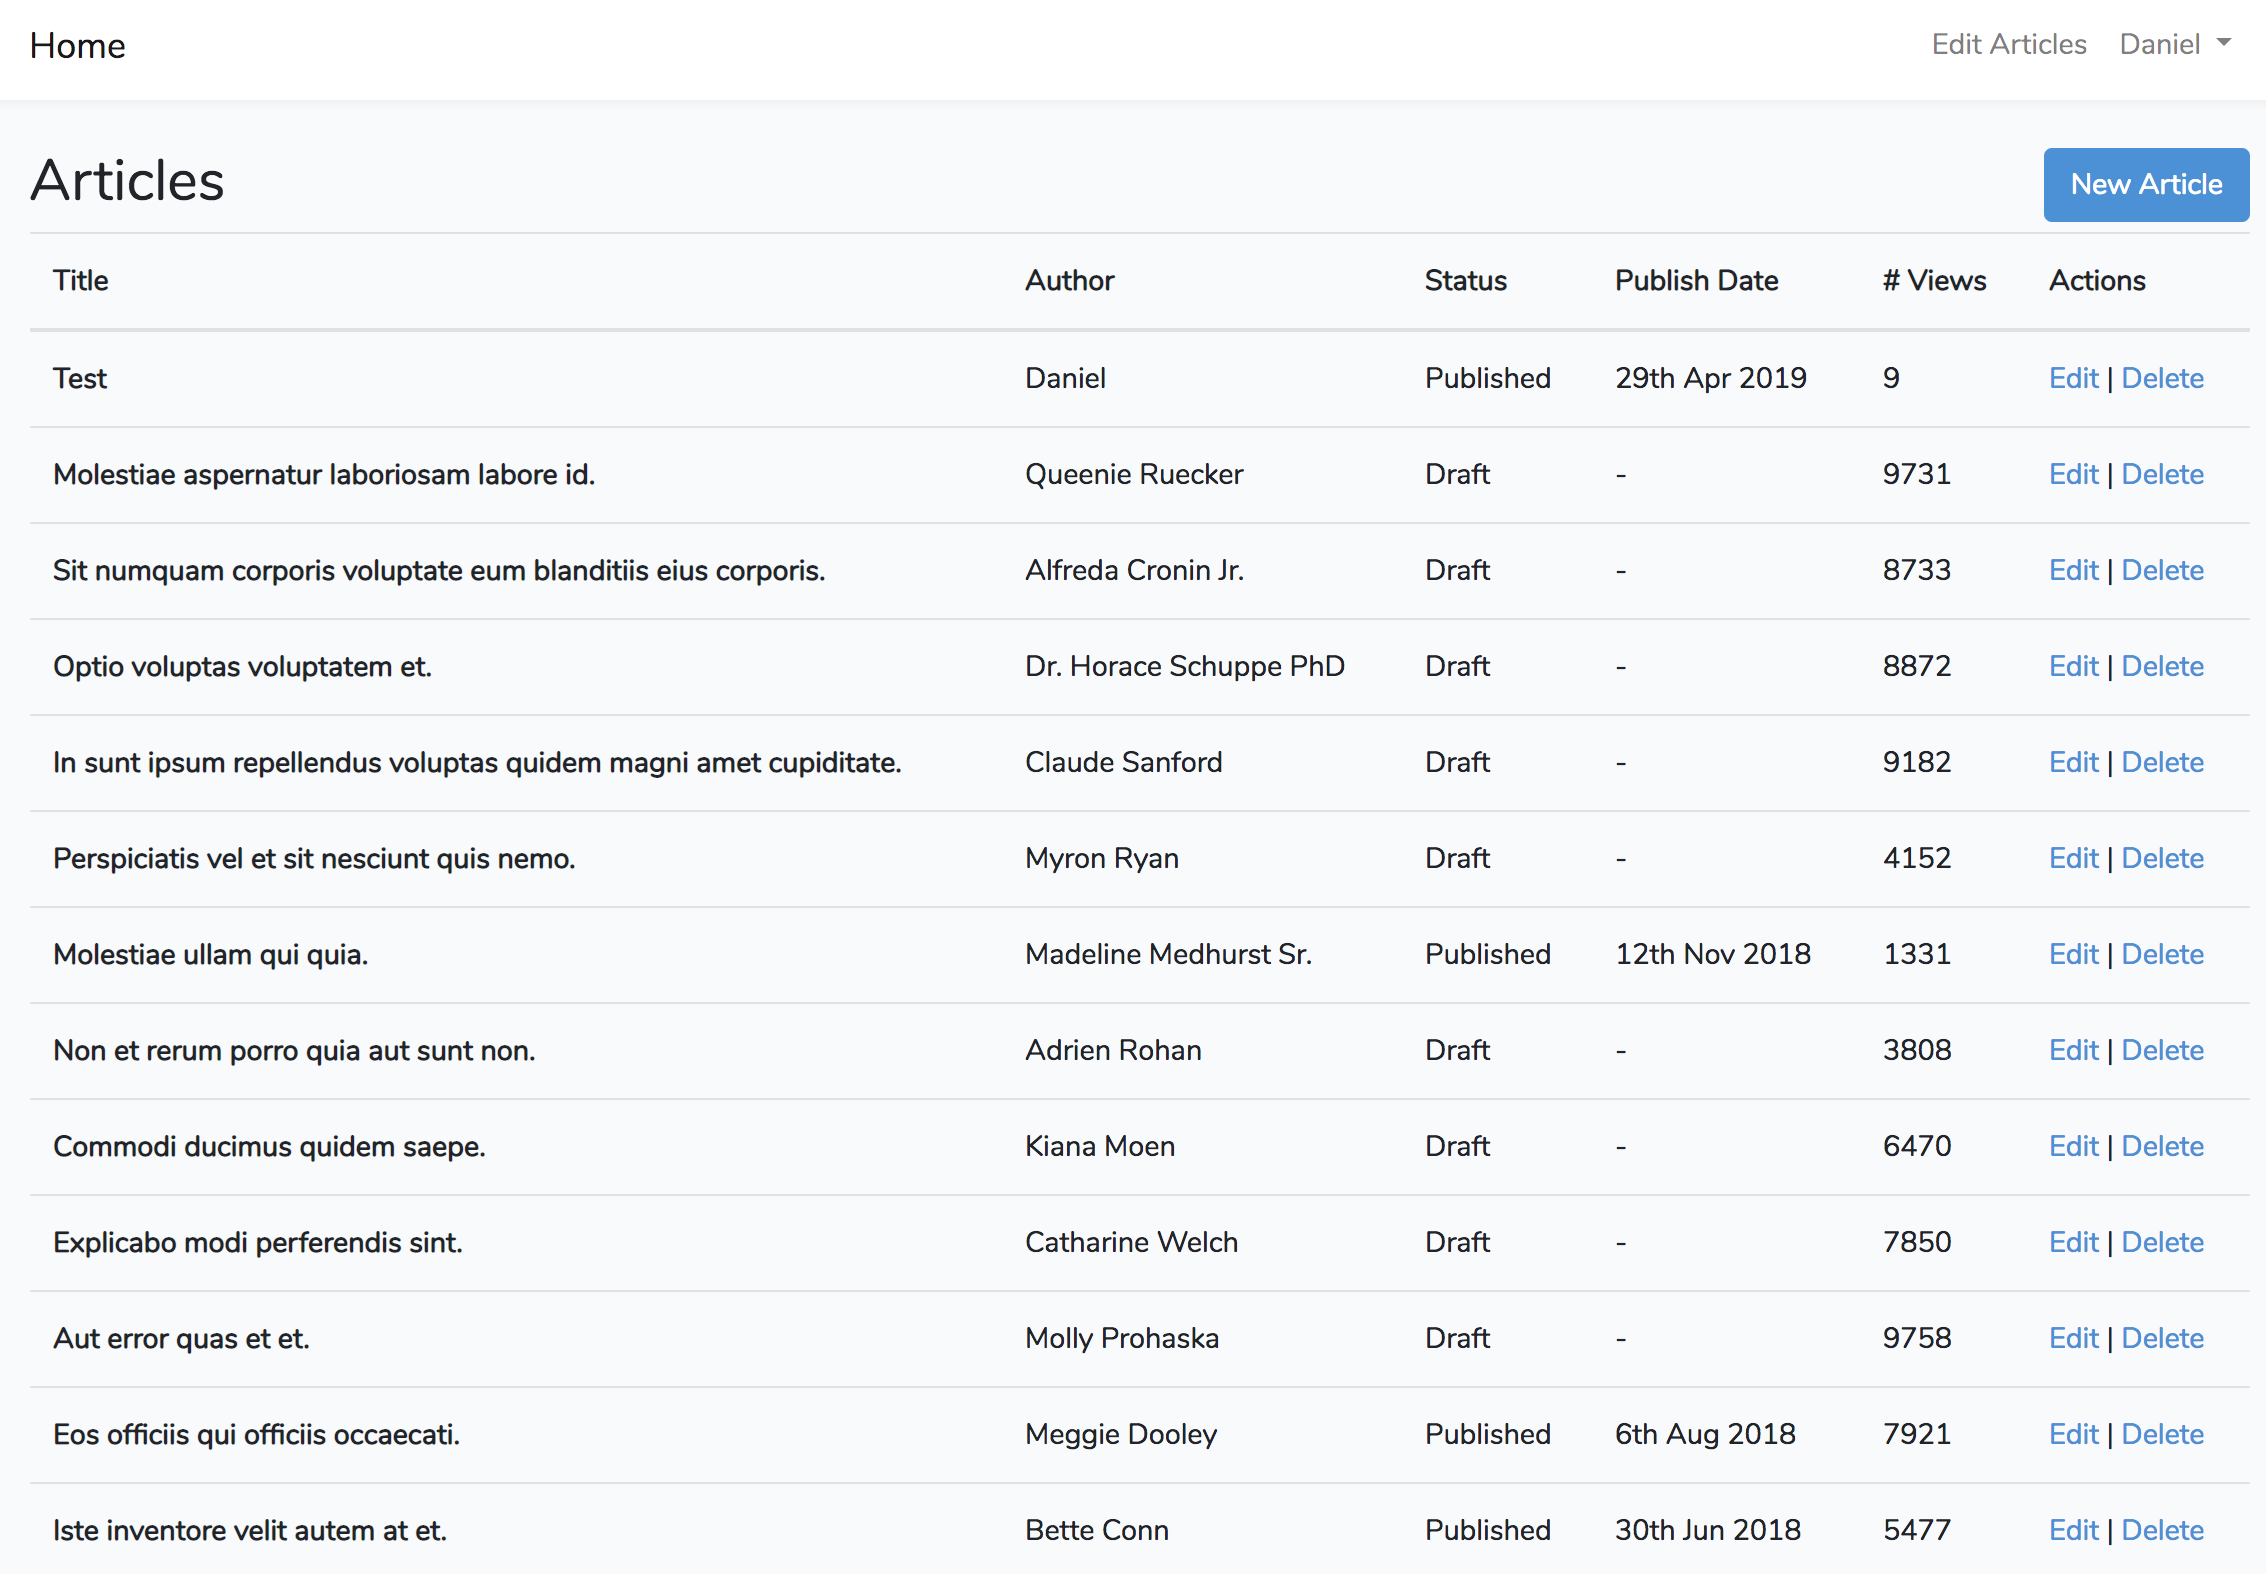 Home Edit Articles Daniel
Articles New Article
Title Author Status Publish Date # Views Actions
Test Daniel Published 29th Apr 2019 9 Edit | Delete
Molestiae aspernatur laboriosam labore id. Queenie Ruecker Draft - 9731 Edit | Delete
Sit numquam corporis voluptate eum blanditiis eius corporis. Alfreda Cronin Jr. Draft - 8733 Edit | Delete
Optio voluptas voluptatem et. Dr. Horace Schuppe PhD Draft - 8872 Edit | Delete
In sunt ipsum repellendus voluptas quidem magni amet cupiditate. Claude Sanford Draft - 9182 Edit | Delete
Perspiciatis vel et sit nesciunt quis nemo. Myron Ryan Draft - 4152 Edit | Delete
Molestiae ullam qui quia. Madeline Medhurst Sr. Published 12th Nov 2018 1331 Edit | Delete
Non et rerum porro quia aut sunt non. Adrien Rohan Draft - 3808 Edit | Delete
Commodi ducimus quidem saepe. Kiana Moen Draft - 6470 Edit | Delete
Explicabo modi perferendis sint. Catharine Welch Draft - 7850 Edit | Delete
Aut error quas et et. Molly Prohaska Draft - 9758 Edit | Delete
Eos officiis qui officiis occaecati. Meggie Dooley Published 6th Aug 2018 7921 Edit | Delete
Iste inventore velit autem at et. Bette Conn Published 30th Jun 2018 5477 Edit | Delete